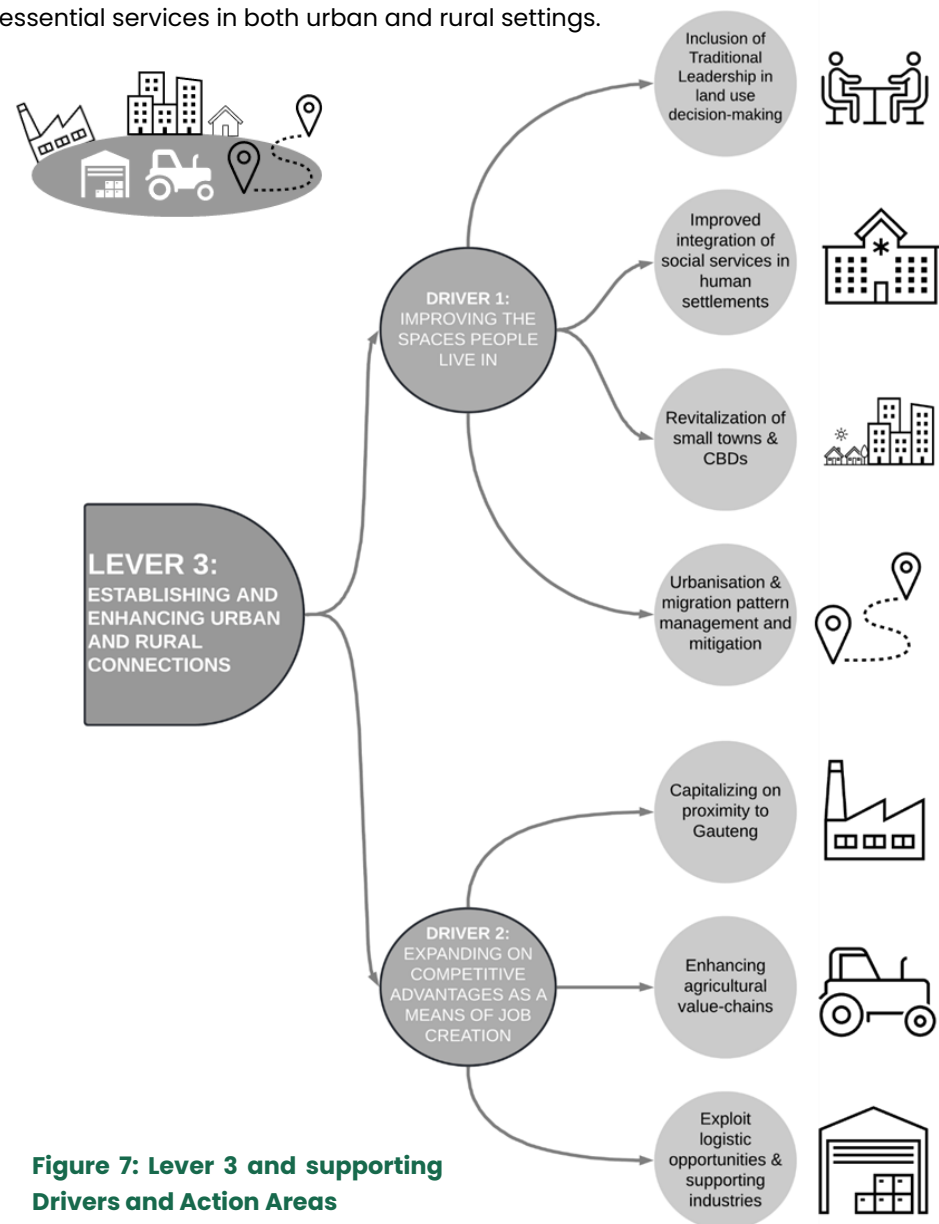 essential services in both urban and rural settings.
Inclusion of
Traditional
Leadership in
land use
decision-making
Improved
integration of
social services in
human
settlements
DRIVER 1:
IMPROVING THE
SPACES PEOPLE
LIVE IN
Revitalization of
small towns &
CBDs
LEVER 3:
ESTABLISHING AND
ENHANCING URBAN
AND RURAL
CONNECTIONS
Urbanisation &
migration pattern
management and
mitigation
Capitalizing on
proximity to
Gauteng
DRIVER 2:
EXPANDING ON
COMPETITIVE
ADVANTAGES AS A
MEANS OF JOB
CREATION
Enhancing
agricultural
value-chains
Exploit
logistic
opportunities &
supporting
industries
Figure 7: Lever 3 and supporting
Drivers and Action Areas